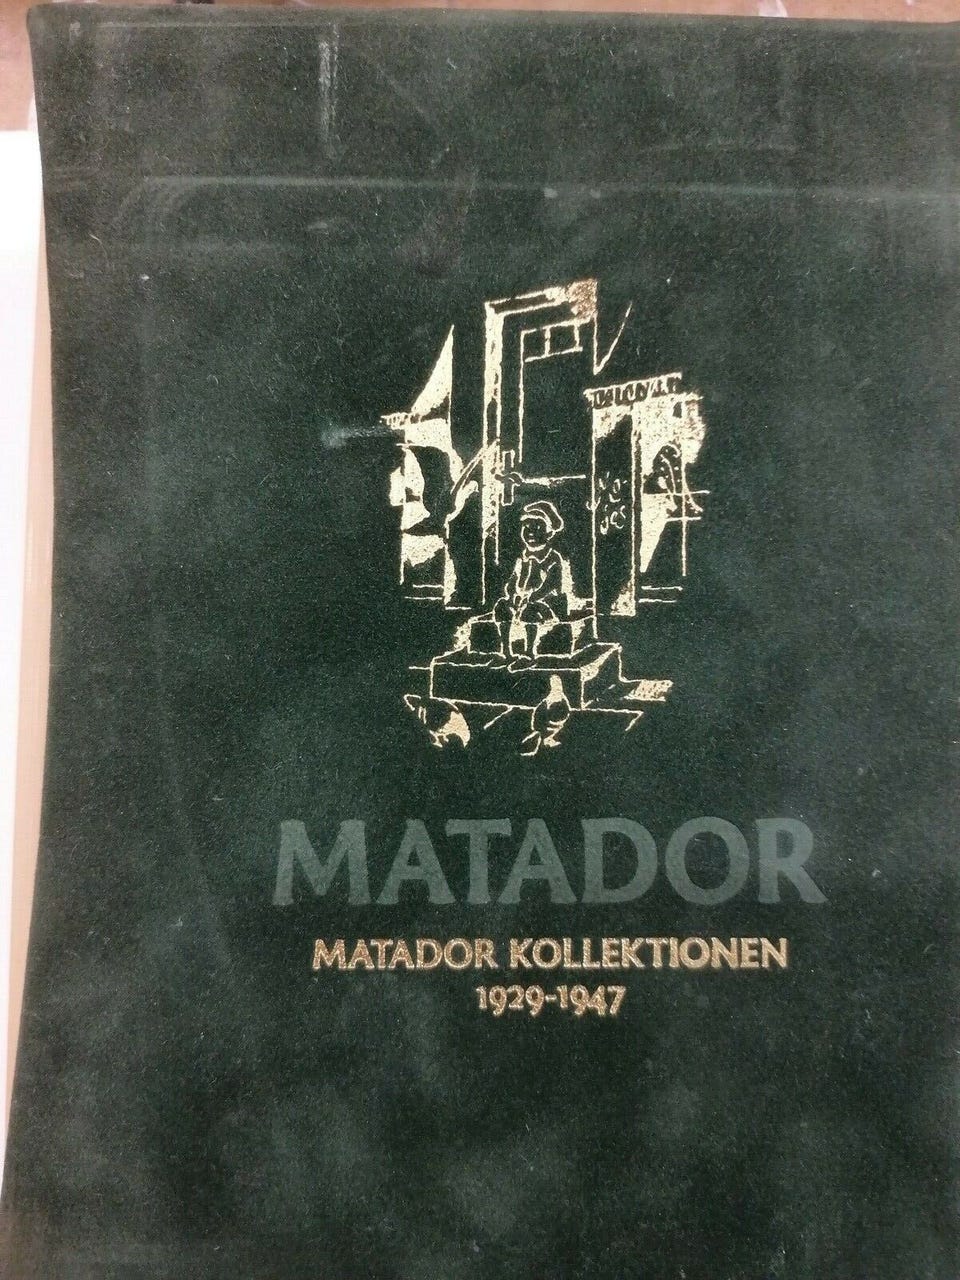 MATADOR
MATADOR KOLLEKTIONEN
1929-1947